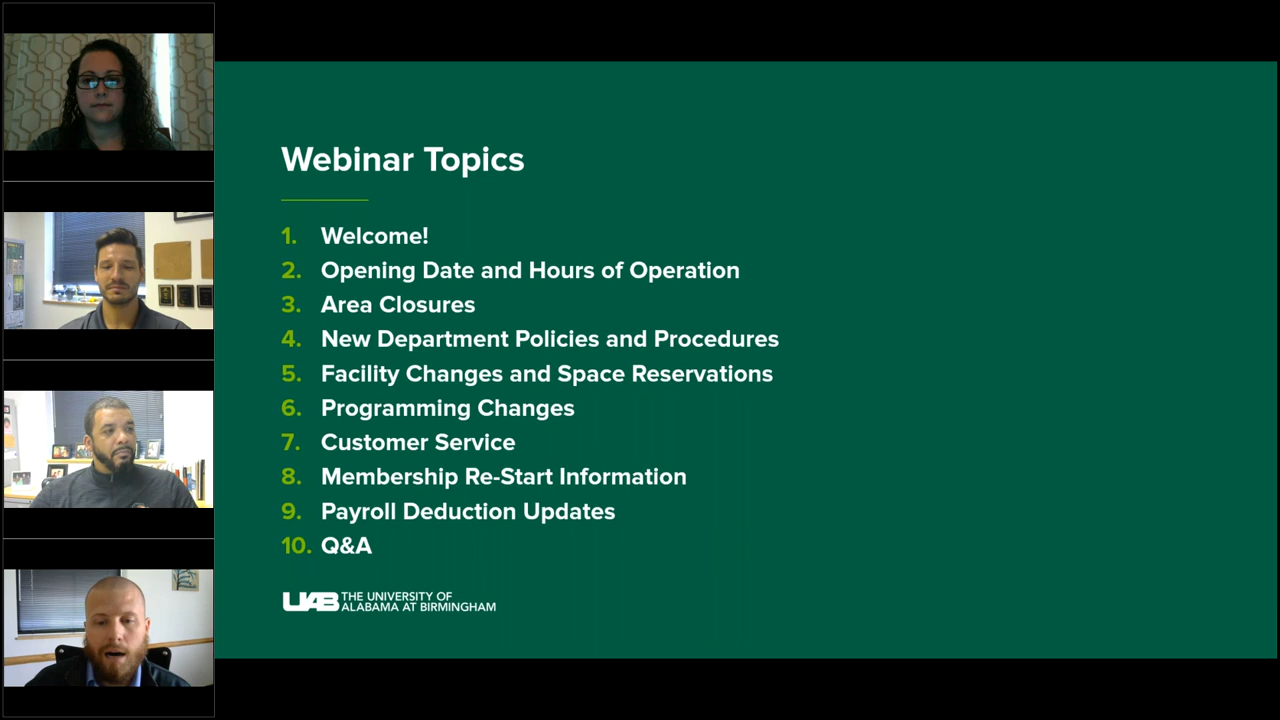 Webinar Topics
1. Welcome!
2. Opening Date and Hours of Operation
3. Area Closures
4. New Department Policies and Procedures
5. Facility Changes and Space Reservations
6. Programming Changes
7. Customer Service
8. Membership Re-Start Information
9. Payroll Deduction Updates
10. Q&A
UAB THE UNIVERSITY OF
ALABAMA AT BIRMINGHAM